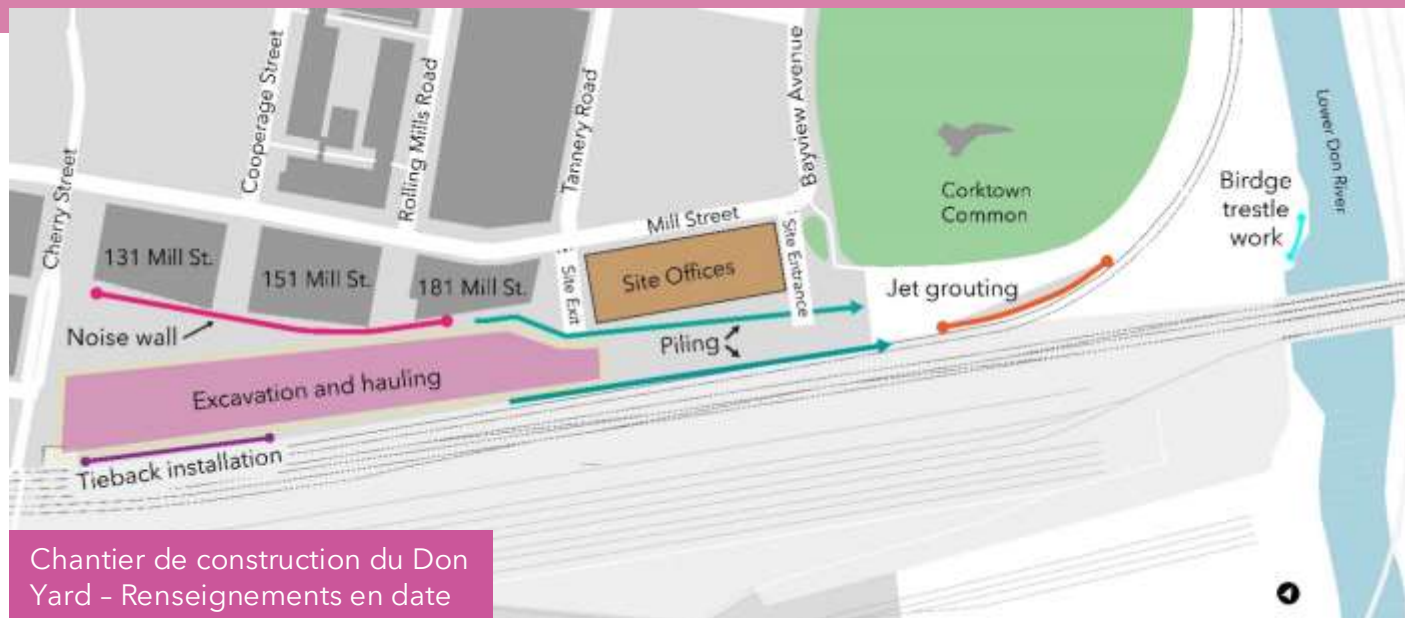 Cherry Street
Cooperage Street
Rolling Mills Road
Tannery Road
Bayview Avenue
Lower Don River
Corktown
Common
Birdge
trestle
work
Mill Street
131 Mill St.
151 Mill St.
181 Mill St.
Site Exit
Site Offices
Site Entrance
Jet grouting
Noise wall
Piling
Excavation and hauling
Tieback installation
Chantier de construction du Don
Yard – Renseignements en date